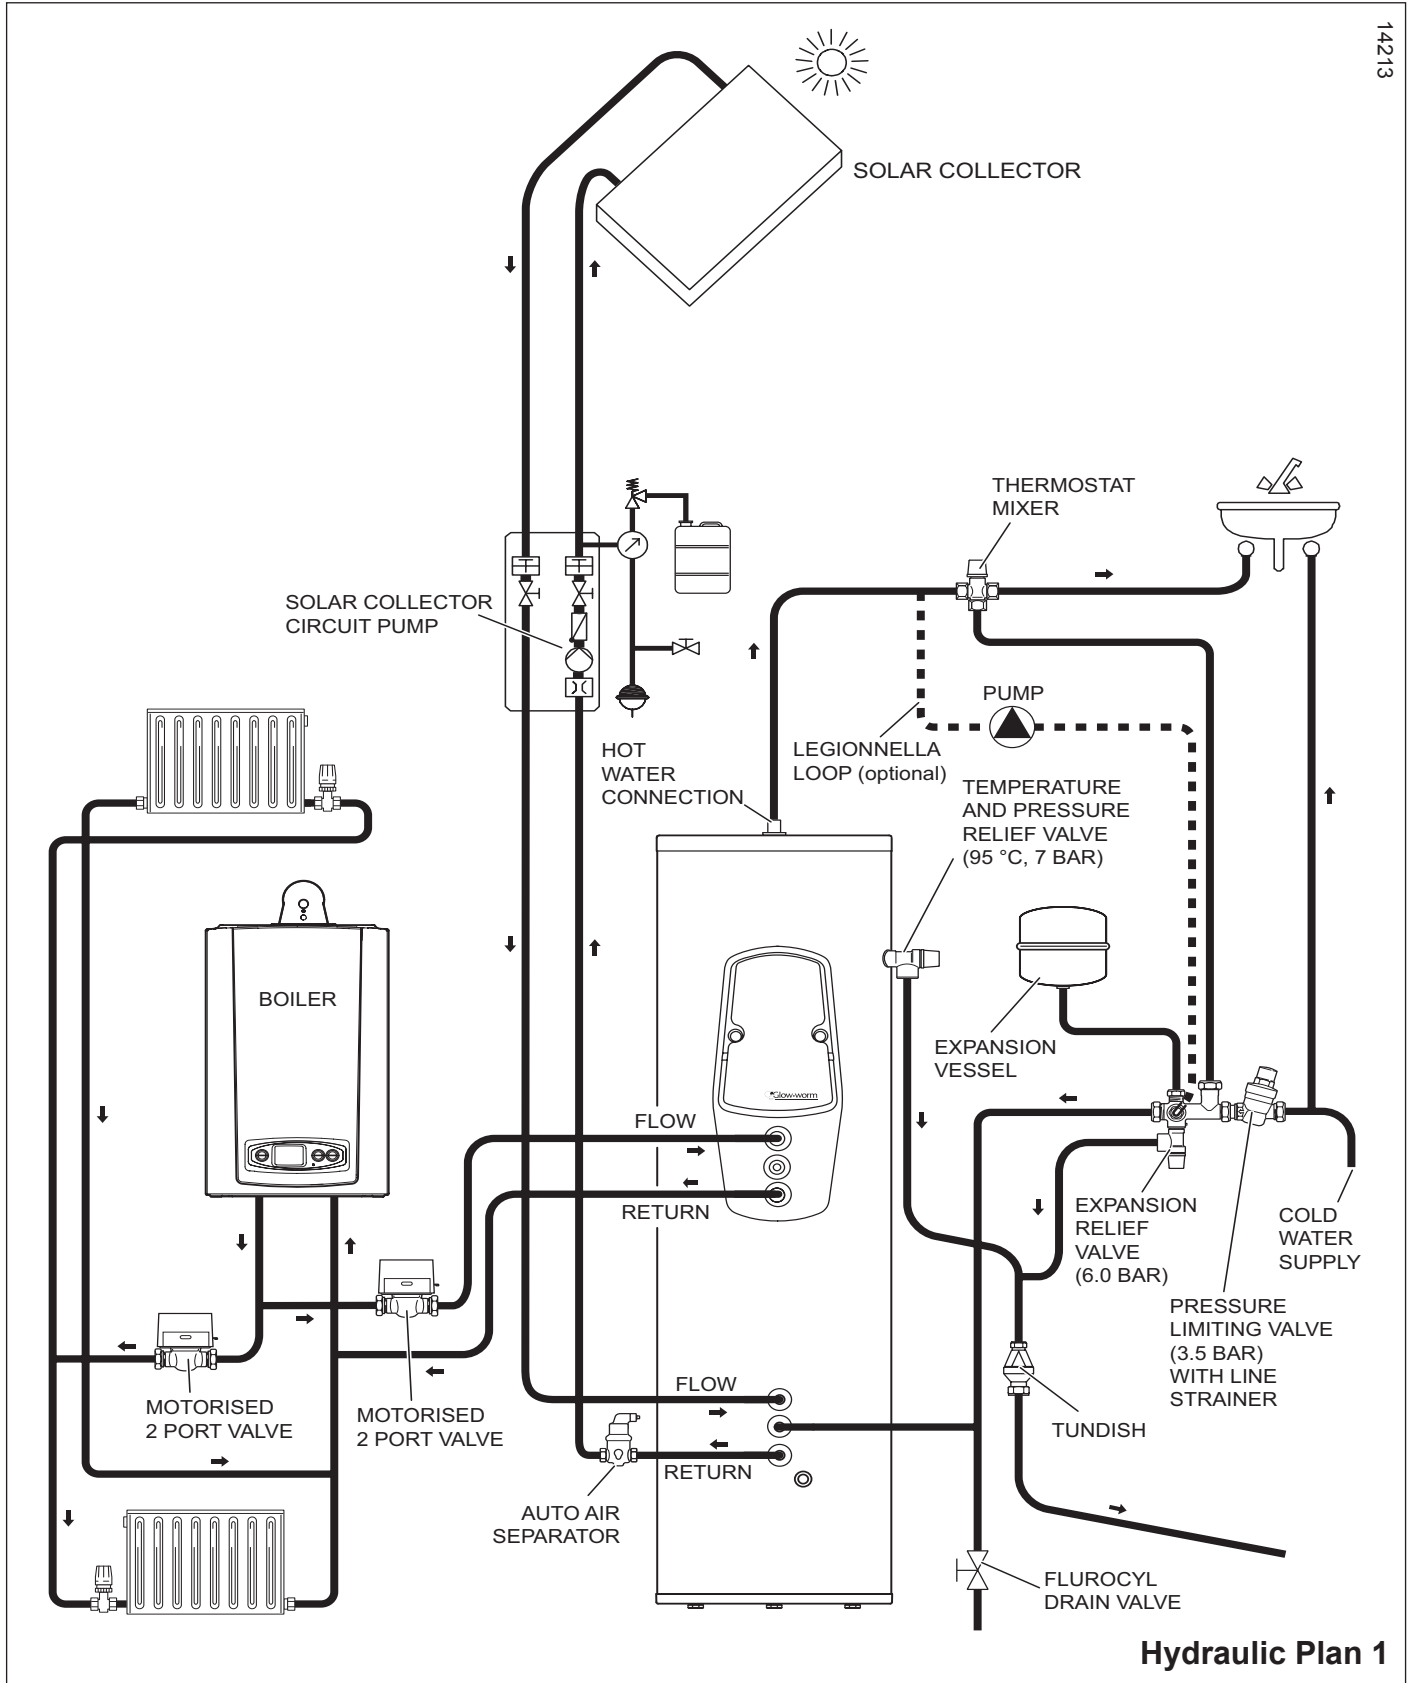 14213
SOLAR COLLECTOR
THERMOSTAT
MIXER
SOLAR COLLECTOR
CIRCUIT PUMP
PUMP
HOT
WATER
CONNECTION
LEGIONNELLA
LOOP (optional)
TEMPERATURE
AND PRESSURE
RELIEF VALVE
(95 °C, 7 BAR)
BOILER
EXPANSION
VESSEL
Glow-worm
FLOW
RETURN
EXPANSION
RELIEF
VALVE
(6.0 BAR)
COLD
WATER
SUPPLY
PRESSURE
LIMITING VALVE
(3.5 BAR)
WITH LINE
STRAINER
MOTORISED
2 PORT VALVE
MOTORISED
2 PORT VALVE
FLOW
RETURN
TUNDISH
AUTO AIR
SEPARATOR
FLUROCYL
DRAIN VALVE
Hydraulic Plan 1